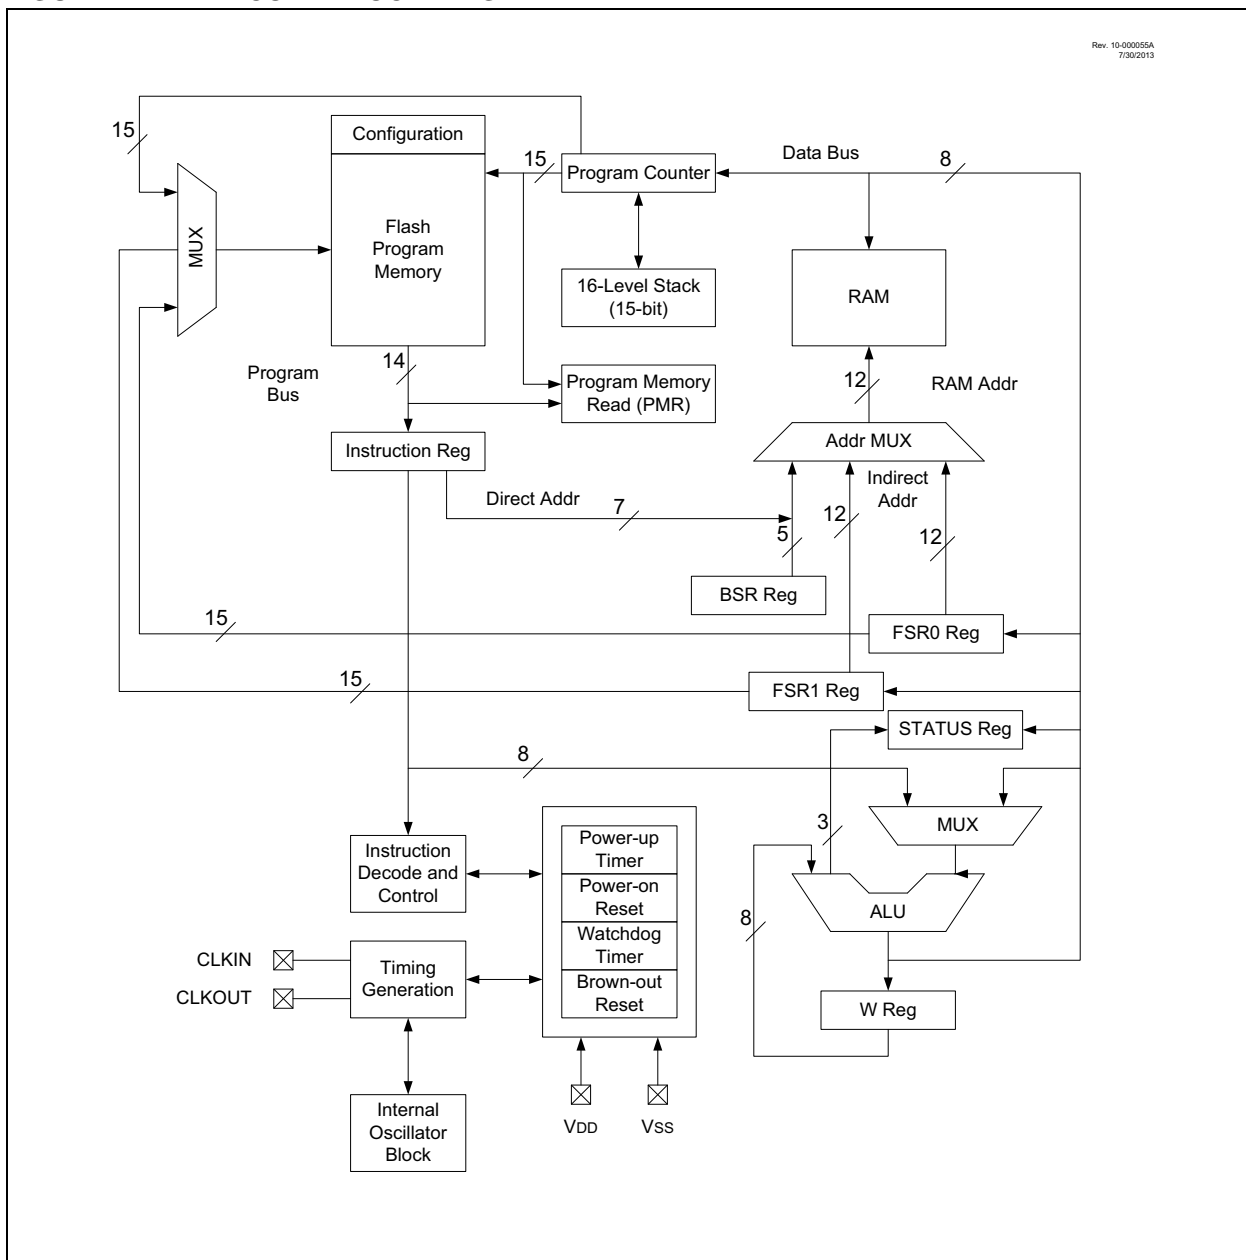 Rev. 10-000055A
7/30/2013
15
Configuration
15
Program Counter
Data Bus
8
MUX
Flash
Program
Memory
16-Level Stack
(15-bit)
RAM
Program
Bus
14
Program Memory
Read (PMR)
12
RAM Addr
Instruction Reg
Addr MUX
Direct Addr
7
Indirect
Addr
5
12
12
BSR Reg
15
FSR0 Reg
15
FSR1 Reg
STATUS Reg
8
3
MUX
Power-up
Timer
Instruction
Decode and
Control
Power-on
Reset
8
ALU
Watchdog
Timer
CLKIN
CLKOUT
Timing
Generation
Brown-out
Reset
W Reg
Internal
Oscillator
Block
VDD
VSS